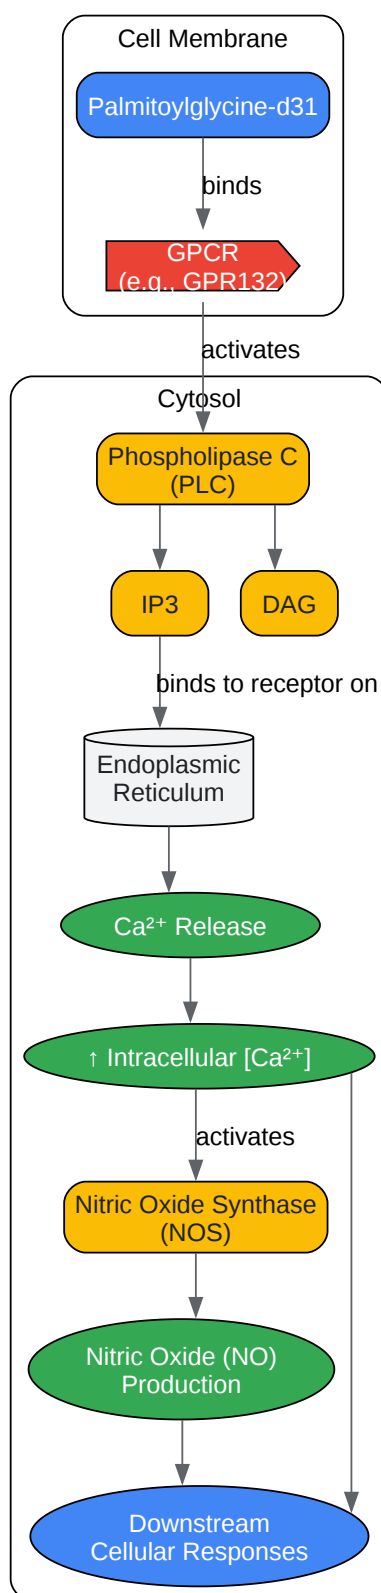 Cell Membrane
Palmitoylglycine-d31
binds
GPCR
(e.g., GPR132)
activates
Cytosol
Phospholipase C
(PLC)
IP3
DAG
binds to receptor on
Endoplasmic
Reticulum
Ca²⁺ Release
↑ Intracellular [Ca²⁺]
activates
Nitric Oxide Synthase
(NOS)
Nitric Oxide (NO)
Production
Downstream
Cellular Responses